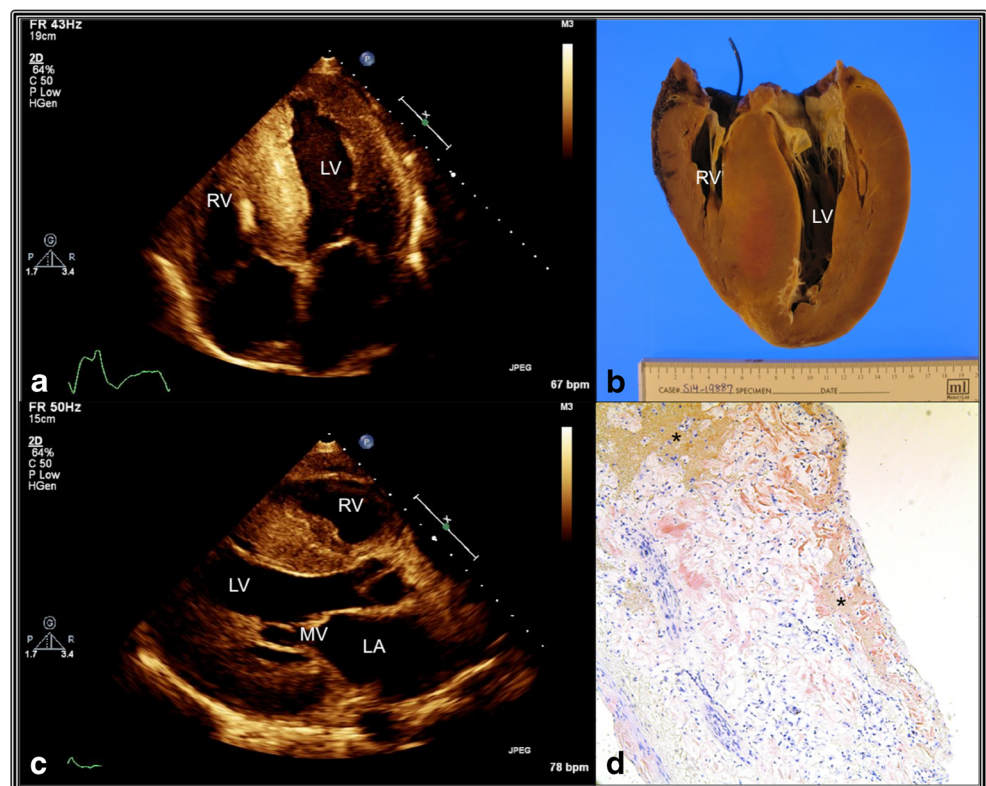 FR 43Hz
19cm
M3
2D
64%
C 50
P Low
HGen
P
LV
RV
G
P R
1.7 3.4
JPEG
a
67 bpm
RV
LV
CASE# S14-19887 SPECIMEN DATE
ml
b
FR 50Hz
15cm
M3
2D
64%
C 50
P Low
HGen
P
RV
LV
MV
LA
G
P R
1.7 3.4
JPEG
c
78 bpm
*
*
d